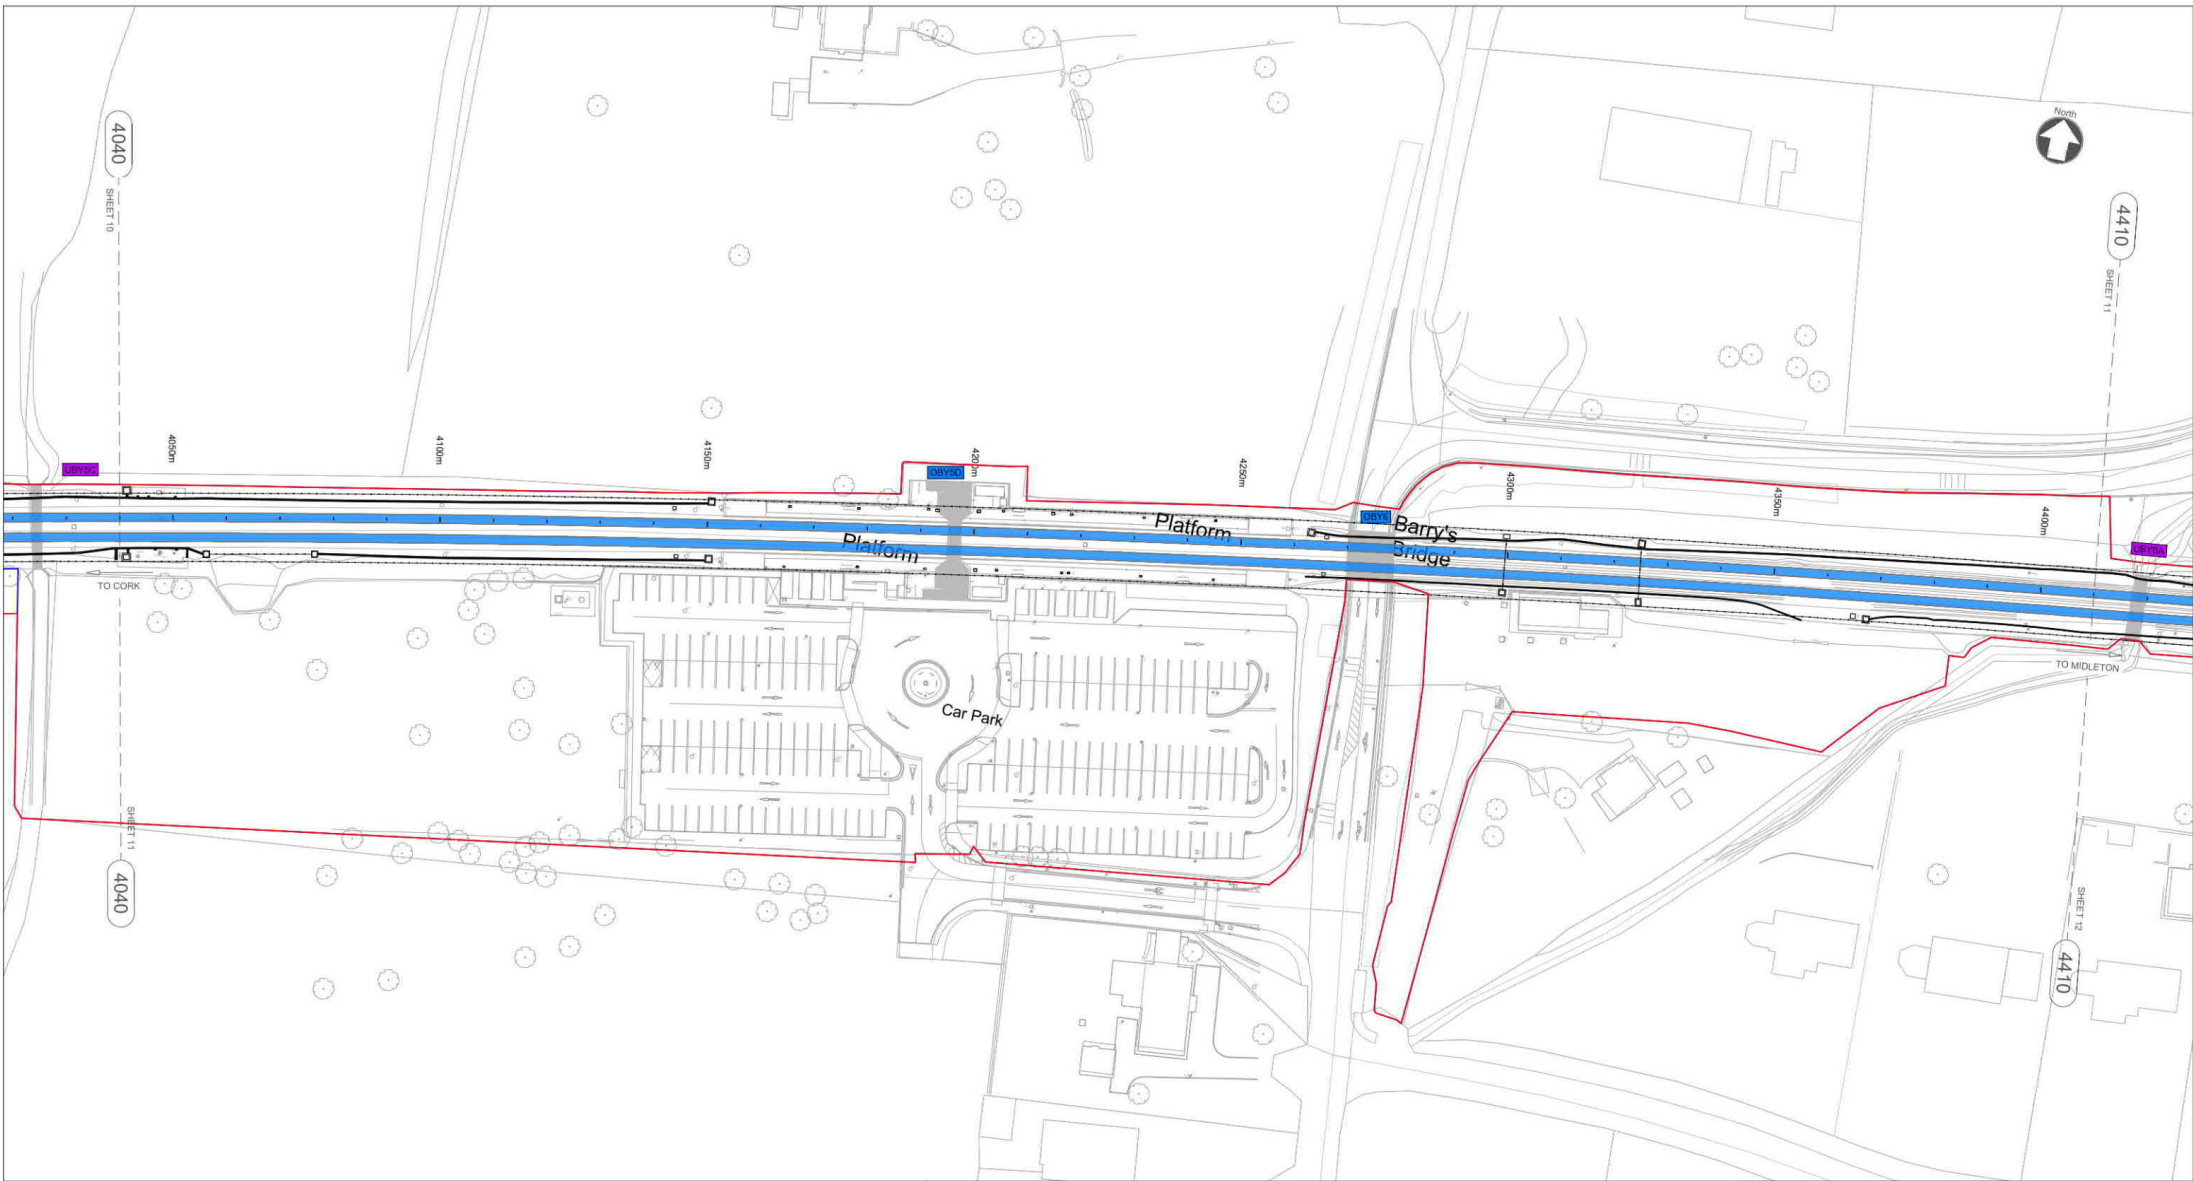 North
4040
SHEET 10
4410
SHEET 11
UBY5C
4050m
4100m
4150m
OBY5D
4200m
4250m
OBY6
4300m
4350m
4400m
UBY6A
Platform
Platform
Barry's
Bridge
TO CORK
TO MIDLETON
Car Park
SHEET 11
4040
SHEET 12
4410